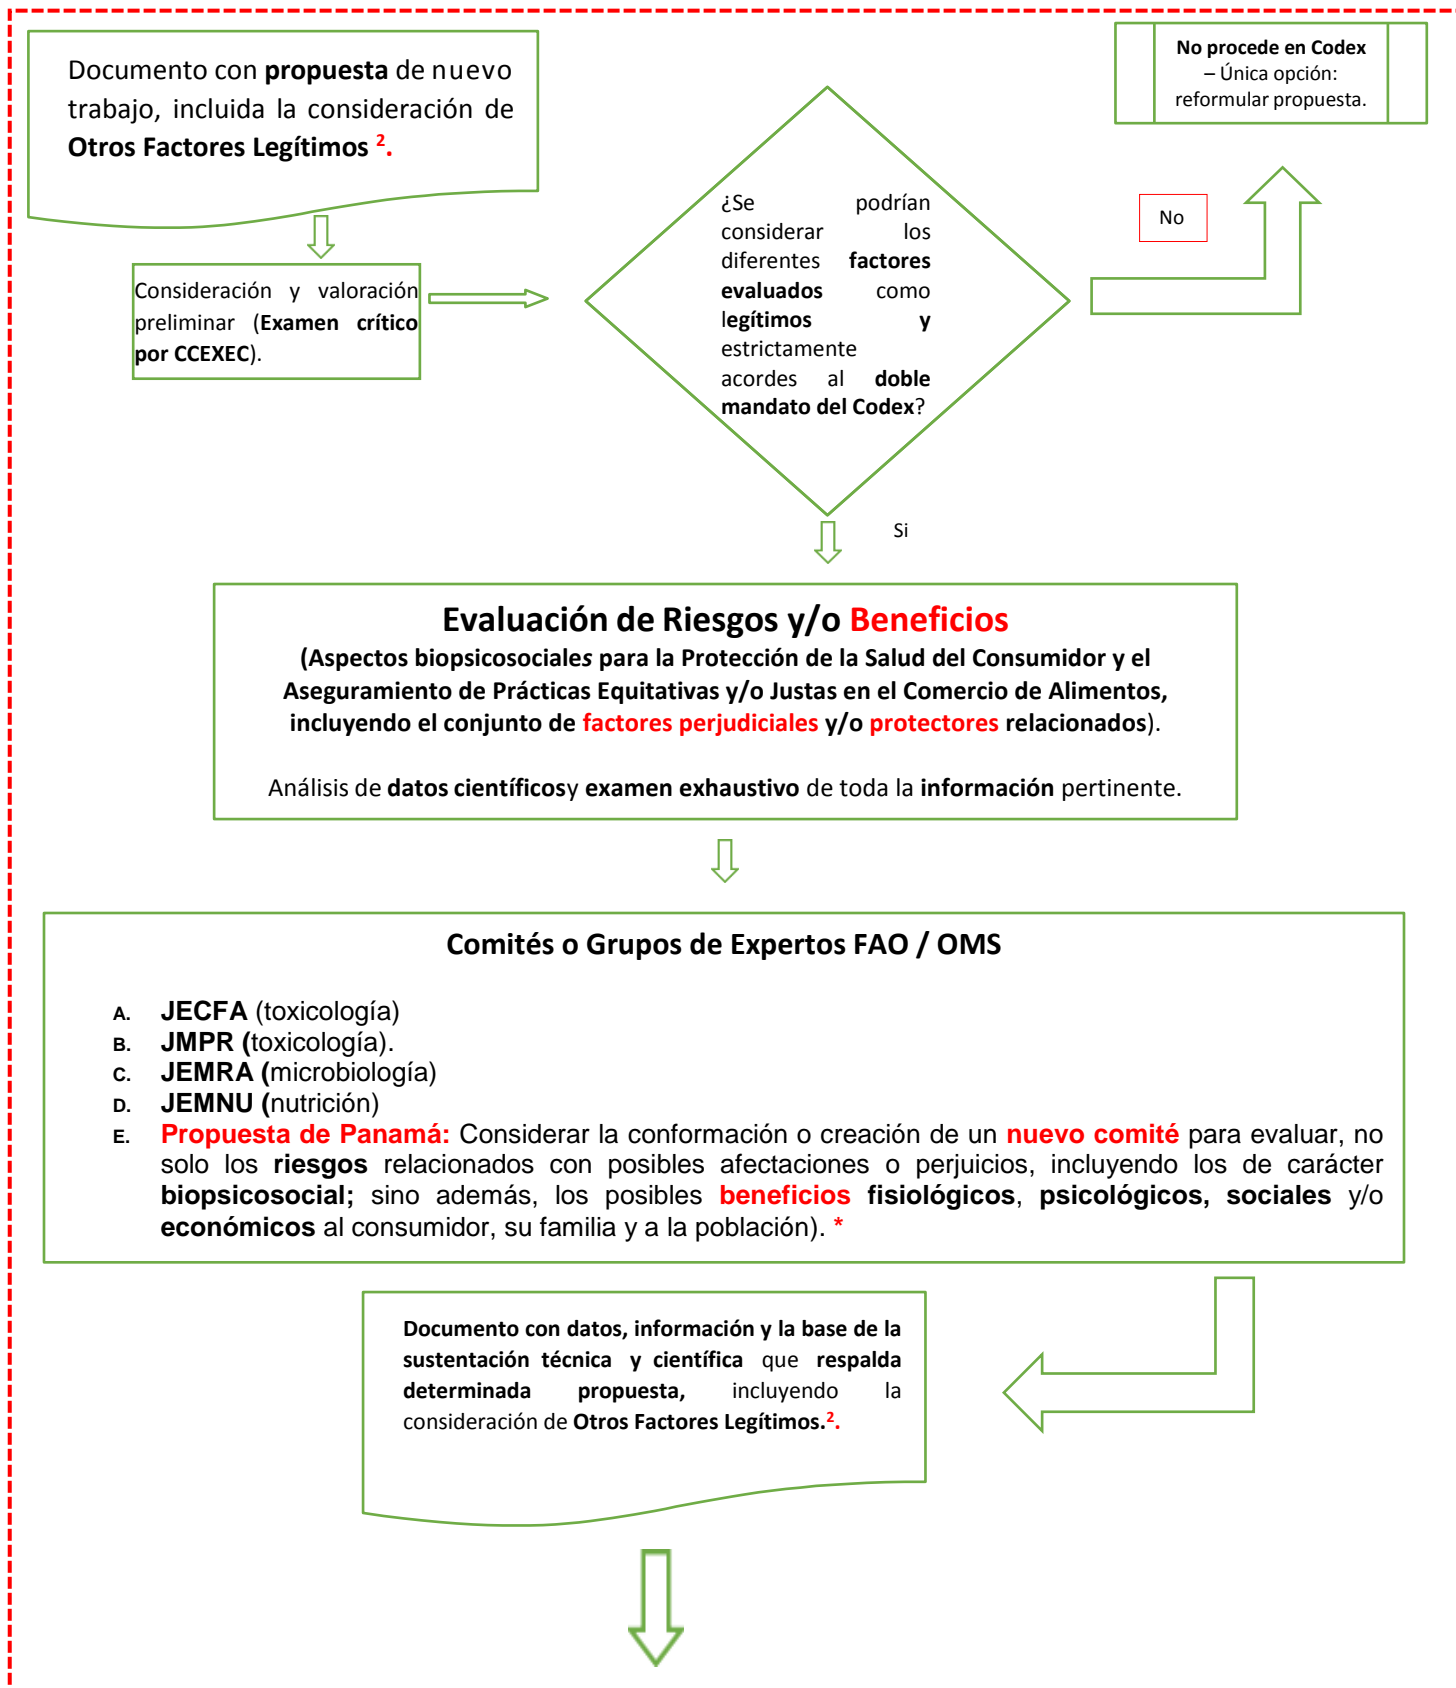 Documento con propuesta de nuevo
trabajo, incluida la consideración de
Otros Factores Legítimos 2.
No procede en Codex
– Única opción:
reformular propuesta.
No
Consideración y valoración
preliminar (Examen crítico
por CCEXEC).
¿Se podrían
considerar los
diferentes factores
evaluados como
legítimos y
estrictamente
acordes al doble
mandato del Codex?
Si
Evaluación de Riesgos y/o Beneficios
(Aspectos biopsicosociales para la Protección de la Salud del Consumidor y el
Aseguramiento de Prácticas Equitativas y/o Justas en el Comercio de Alimentos,
incluyendo el conjunto de factores perjudiciales y/o protectores relacionados).
Análisis de datos científicosy examen exhaustivo de toda la información pertinente.
Comités o Grupos de Expertos FAO / OMS
A. JECFA (toxicología)
B. JMPR (toxicología).
C. JEMRA (microbiología)
D. JEMNU (nutrición)
E. Propuesta de Panamá: Considerar la conformación o creación de un nuevo comité para evaluar, no
solo los riesgos relacionados con posibles afectaciones o perjuicios, incluyendo los de carácter
biopsicosocial; sino además, los posibles beneficios fisiológicos, psicológicos, sociales y/o
económicos al consumidor, su familia y a la población). *
Documento con datos, información y la base de la
sustentación técnica y científica que respalda
determinada propuesta, incluyendo la
consideración de Otros Factores Legítimos.2.